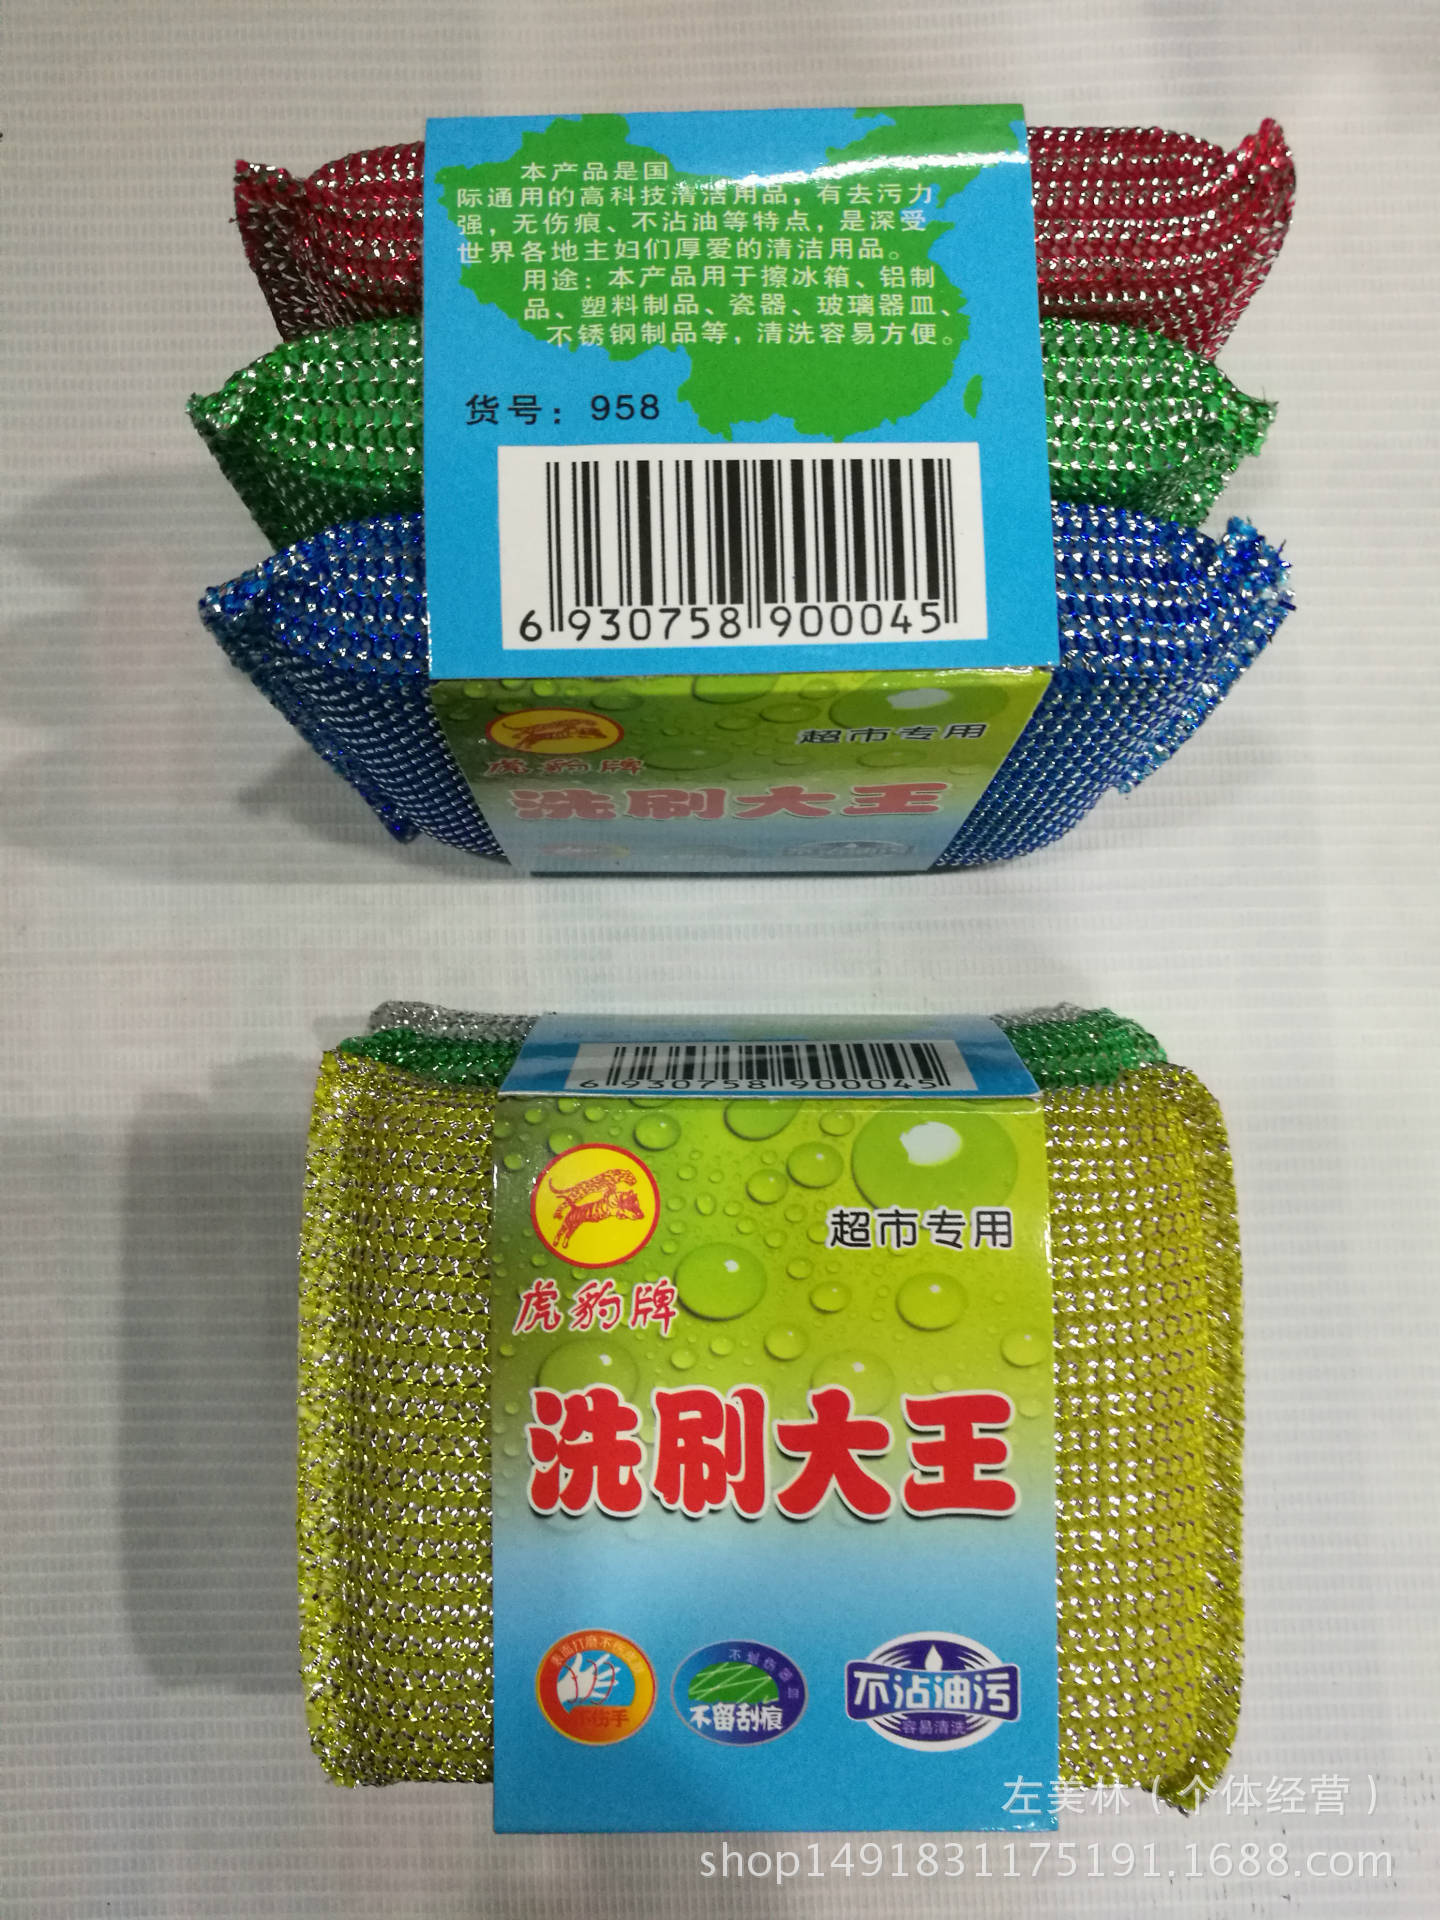 本产品是国
际通用的高科技清洁用品，有去污力
强，无伤痕、不沾油等特点，是深受
世界各地主妇们厚爱的清洁用品。
用途：本产品用于擦冰箱、铝制
品、塑料制品、瓷器、玻璃器皿、
不锈钢制品等，清洗容易方便。
货号：958
6 930758 900045
超市专用
虎豹牌
洗刷大王
货号：958
6 930758 900045
超市专用
虎豹牌
洗刷大王
不伤手
不留刮痕
不沾油污
容易清洗
左美林（个体经营）
shop1491831175191.1688.com